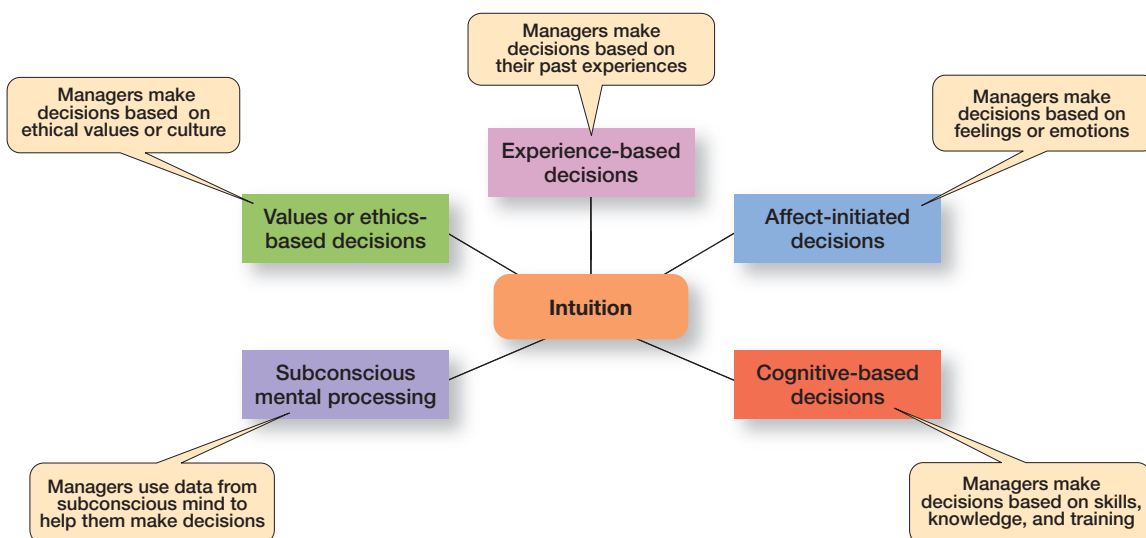 Managers make
decisions based on
their past experiences
Managers make
decisions based  on
ethical values or culture
Managers make
decisions based on
feelings or emotions
Experience-based
decisions
Values or ethics-
based decisions
Affect-initiated
decisions
Intuition
Subconscious
mental processing
Cognitive-based
decisions
Managers use data from
subconscious mind to
help them make decisions
Managers make
decisions based on skills,
knowledge, and training